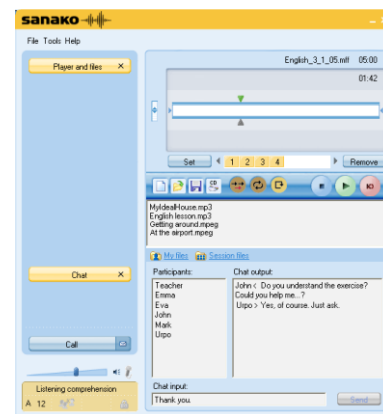 sanako
File Tools Help
Player and files
English_3_1_05.mff 05:00
01:42
Set 1 2 3 4 Remove
MyIdealHouse.mp3
English lesson.mp3
Getting around.mpeg
At the airport.mpeg
My files Session files
Chat
Participants: Chat output:
Teacher
Emma
Eva
John
Mark
Urpo
John < Do you understand the exercise?
Could you help me...?
Urpo > Yes, of course. Just ask.
Call
Listening comprehension
A 12
Chat input:
Thank you. Send